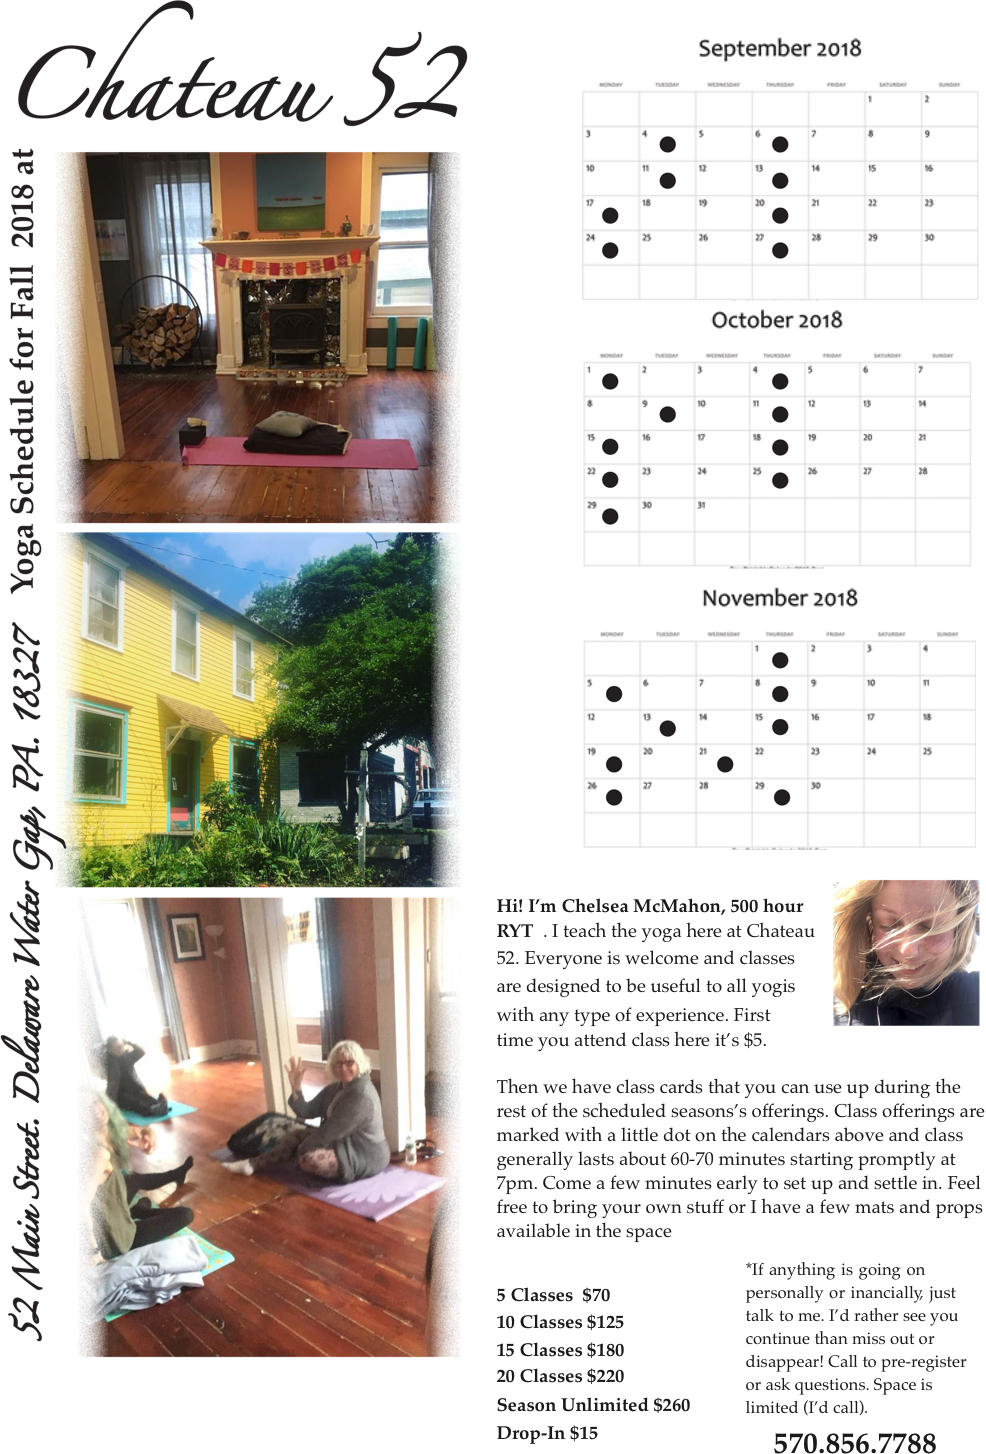 Chateau 52
Yoga Schedule for Fall 2018 at
52 Main Street. Delaware Water Gap, PA. 18327
September 2018
MONDAY TUESDAY WEDNESDAY THURSDAY FRIDAY SATURDAY SUNDAY
1 2
3 4 5 6 7 8 9
10 11 12 13 14 15 16
17 18 19 20 21 22 23
24 25 26 27 28 29 30
October 2018
MONDAY TUESDAY WEDNESDAY THURSDAY FRIDAY SATURDAY SUNDAY
1 2 3 4 5 6 7
8 9 10 11 12 13 14
15 16 17 18 19 20 21
22 23 24 25 26 27 28
29 30 31
November 2018
MONDAY TUESDAY WEDNESDAY THURSDAY FRIDAY SATURDAY SUNDAY
1 2 3 4
5 6 7 8 9 10 11
12 13 14 15 16 17 18
19 20 21 22 23 24 25
26 27 28 29 30
Hi! I’m Chelsea McMahon, 500 hour
RYT . I teach the yoga here at Chateau
52. Everyone is welcome and classes
are designed to be useful to all yogis
with any type of experience. First
time you attend class here it’s $5.
Then we have class cards that you can use up during the
rest of the scheduled seasons’s offerings. Class offerings are
marked with a little dot on the calendars above and class
generally lasts about 60-70 minutes starting promptly at
7pm. Come a few minutes early to set up and settle in. Feel
free to bring your own stuff or I have a few mats and props
available in the space
5 Classes $70
10 Classes $125
15 Classes $180
20 Classes $220
Season Unlimited $260
Drop-In $15
*If anything is going on
personally or inancially, just
talk to me. I’d rather see you
continue than miss out or
disappear! Call to pre-register
or ask questions. Space is
limited (I’d call).
570.856.7788